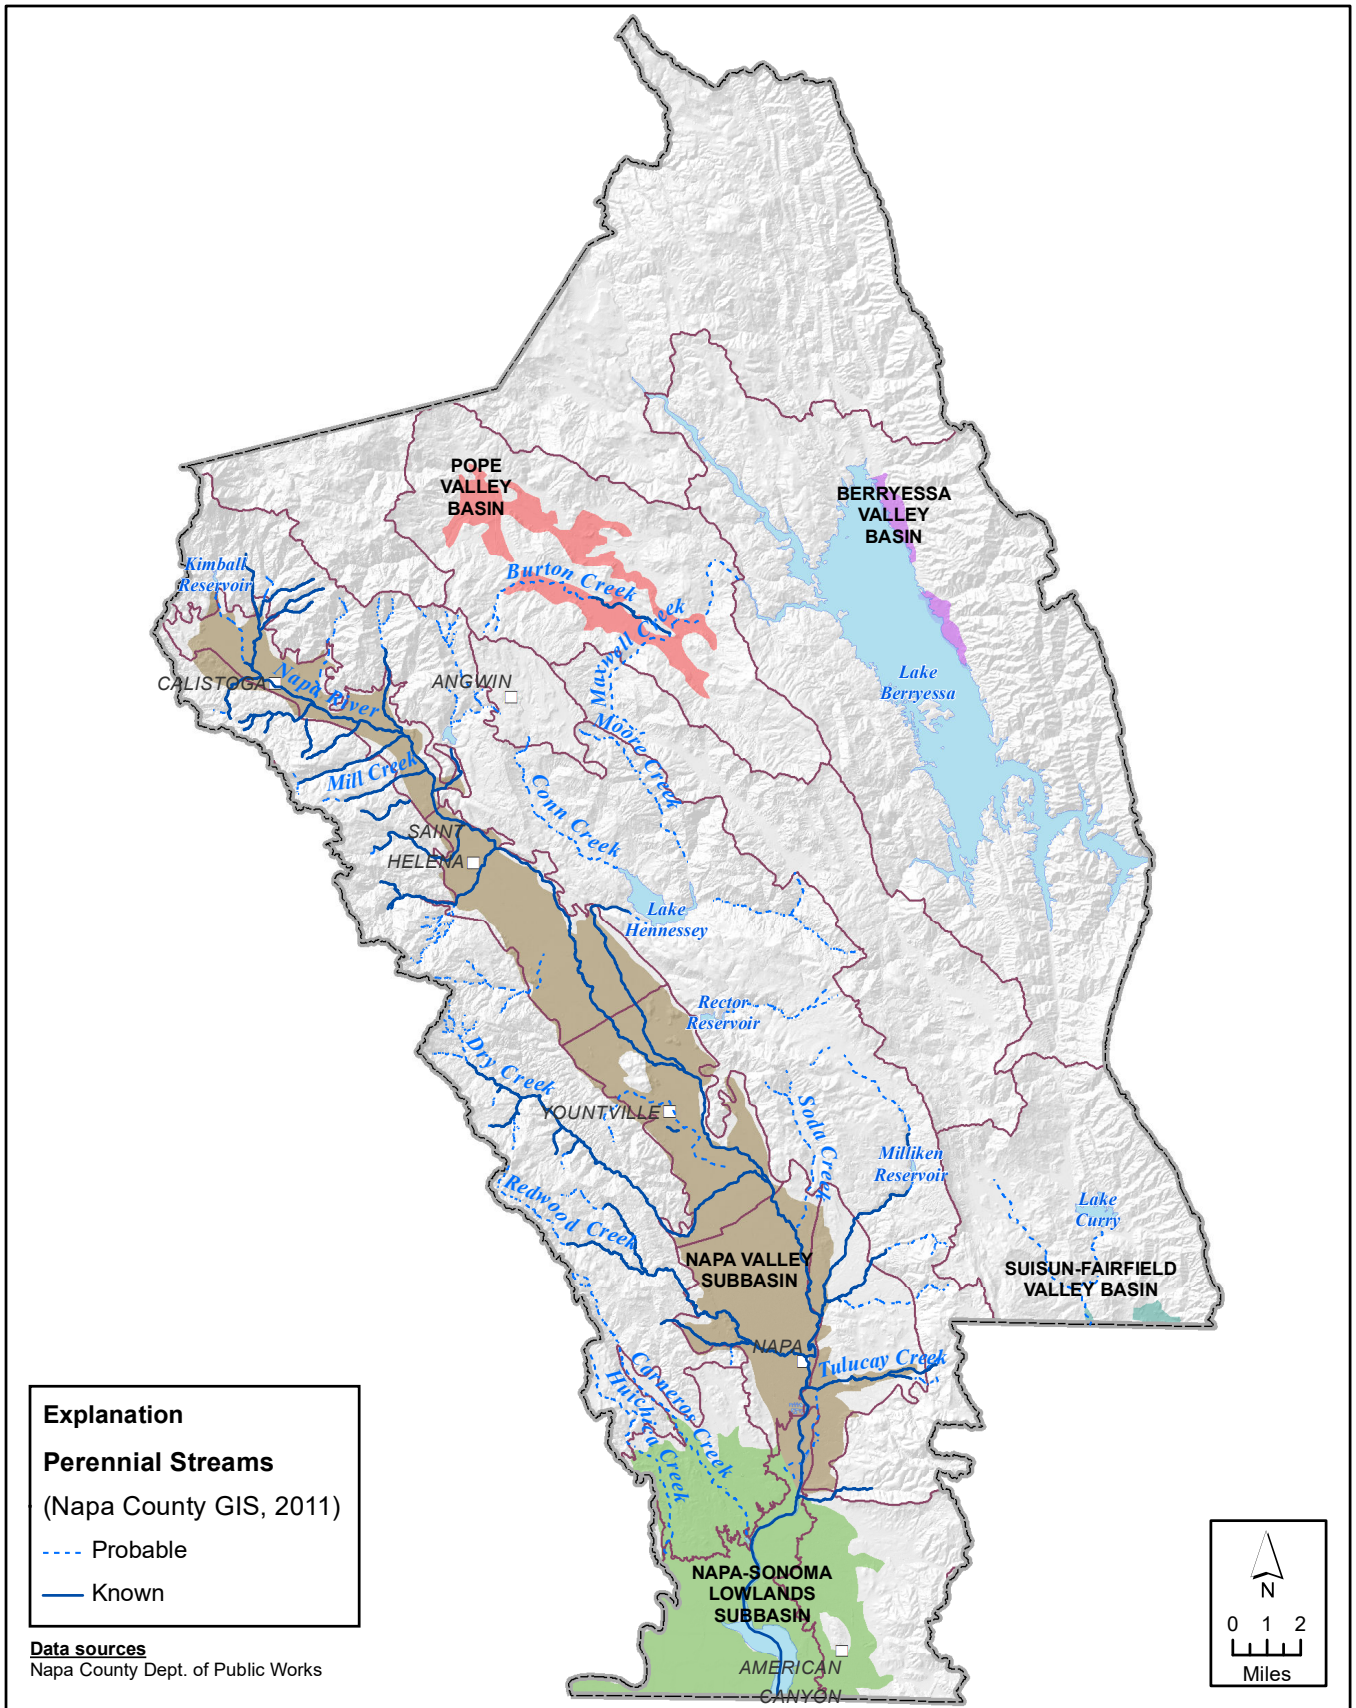 POPE
VALLEY
BASIN
BERRYESSA
VALLEY
BASIN
Kimball
Reservoir
Burton Creek
Maxwell Creek
Lake
Berryessa
CALISTOGA
Napa River
ANGWIN
Moore Creek
Mill Creek
Conn Creek
SAINT
HELENA
Lake
Hennessey
Rector
Reservoir
Dry Creek
YOUNTVILLE
Soda Creek
Milliken
Reservoir
Redwood Creek
Lake
Curry
NAPA VALLEY
SUBBASIN
SUISUN-FAIRFIELD
VALLEY BASIN
NAPA
Tulucay Creek
Carneros Creek
Huichica Creek
NAPA-SONOMA
LOWLANDS
SUBBASIN
AMERICAN
CANYON
Explanation
Perennial Streams
(Napa County GIS, 2011)
Probable
Known
Data sources
Napa County Dept. of Public Works
N
0 1 2
Miles